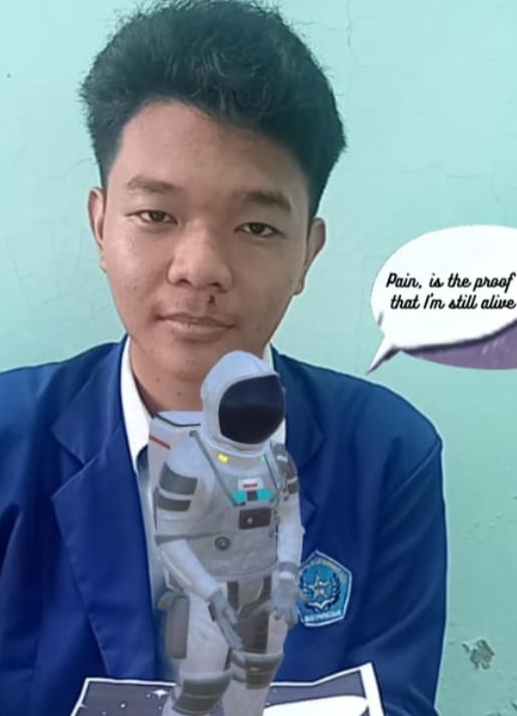 Pain, is the proof
that I'm still alive